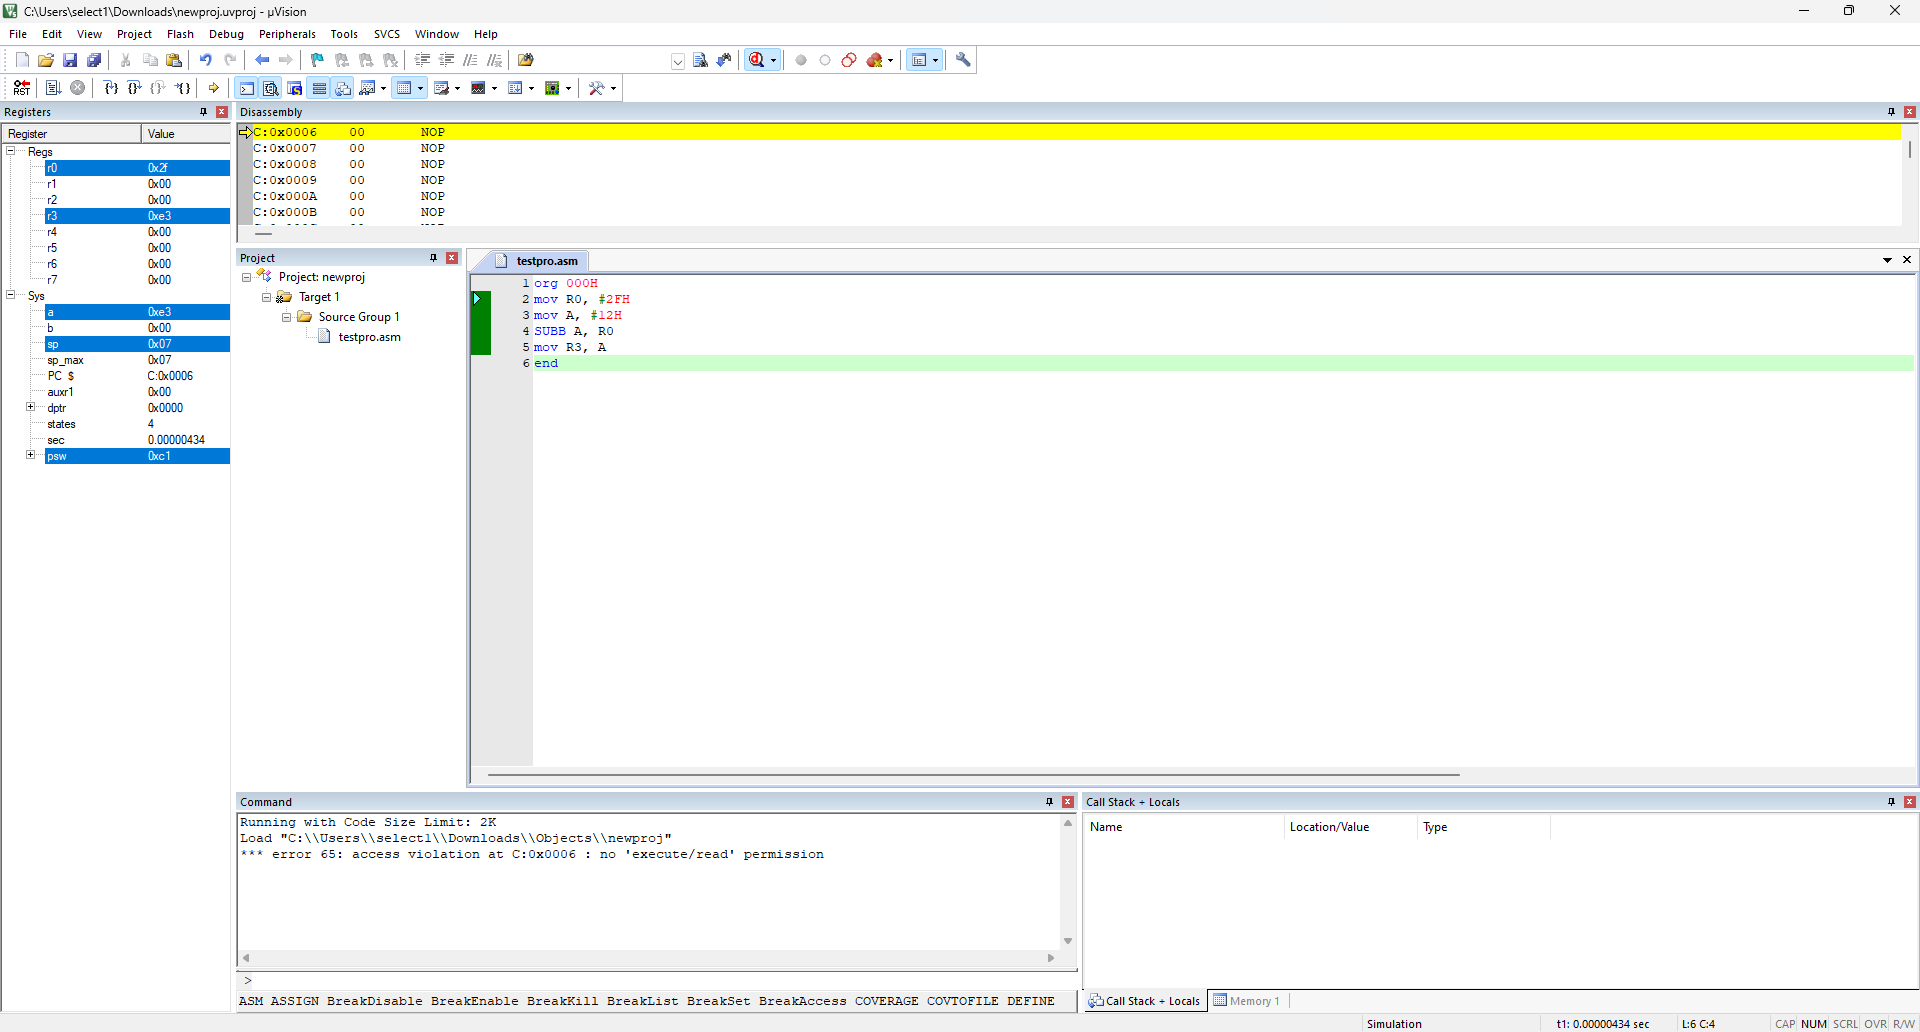 C:\Users\select1\Downloads\newproj.uvproj - µVision
File Edit View Project Flash Debug Peripherals Tools SVCS Window Help
Registers
Register Value
Regs
r0 0x2f
r1 0x00
r2 0x00
r3 0xe3
r4 0x00
r5 0x00
r6 0x00
r7 0x00
Sys
a 0xe3
b 0x00
sp 0x07
sp_max 0x07
PC $ C:0x0006
auxr1 0x00
dptr 0x0000
states 4
sec 0.00000434
psw 0xc1
Disassembly
C:0x0006 00 NOP
C:0x0007 00 NOP
C:0x0008 00 NOP
C:0x0009 00 NOP
C:0x000A 00 NOP
C:0x000B 00 NOP
Project
Project: newproj
Target 1
Source Group 1
testpro.asm
testpro.asm
1 org 000H
2 mov R0, #2FH
3 mov A, #12H
4 SUBB A, R0
5 mov R3, A
6 end
Command
Running with Code Size Limit: 2K
Load "C:\\Users\\select1\\Downloads\\Objects\\newproj"
*** error 65: access violation at C:0x0006 : no 'execute/read' permission
>
ASM ASSIGN BreakDisable BreakEnable BreakKill BreakList BreakSet BreakAccess COVERAGE COVTOFILE DEFINE
Call Stack + Locals
Name Location/Value Type
Call Stack + Locals Memory 1
Simulation t1: 0.00000434 sec L:6 C:4 CAP NUM SCRL OVR R/W